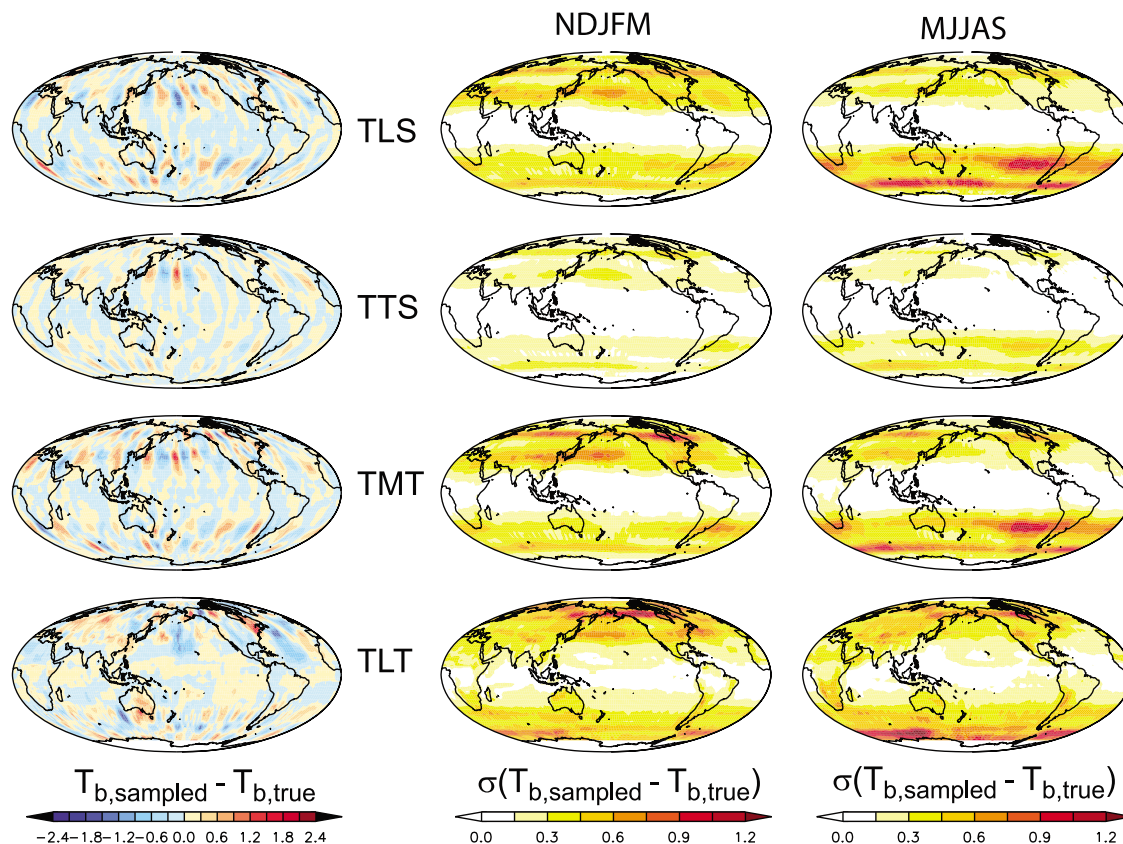 NDJFM
MJJAS
TLS
TTS
TMT
TLT
T_b,sampled - T_b,true
σ(T_b,sampled - T_b,true)
σ(T_b,sampled - T_b,true)
−2.4 −1.8 −1.2 −0.6 0.0 0.6 1.2 1.8 2.4
0.0 0.3 0.6 0.9 1.2
0.0 0.3 0.6 0.9 1.2